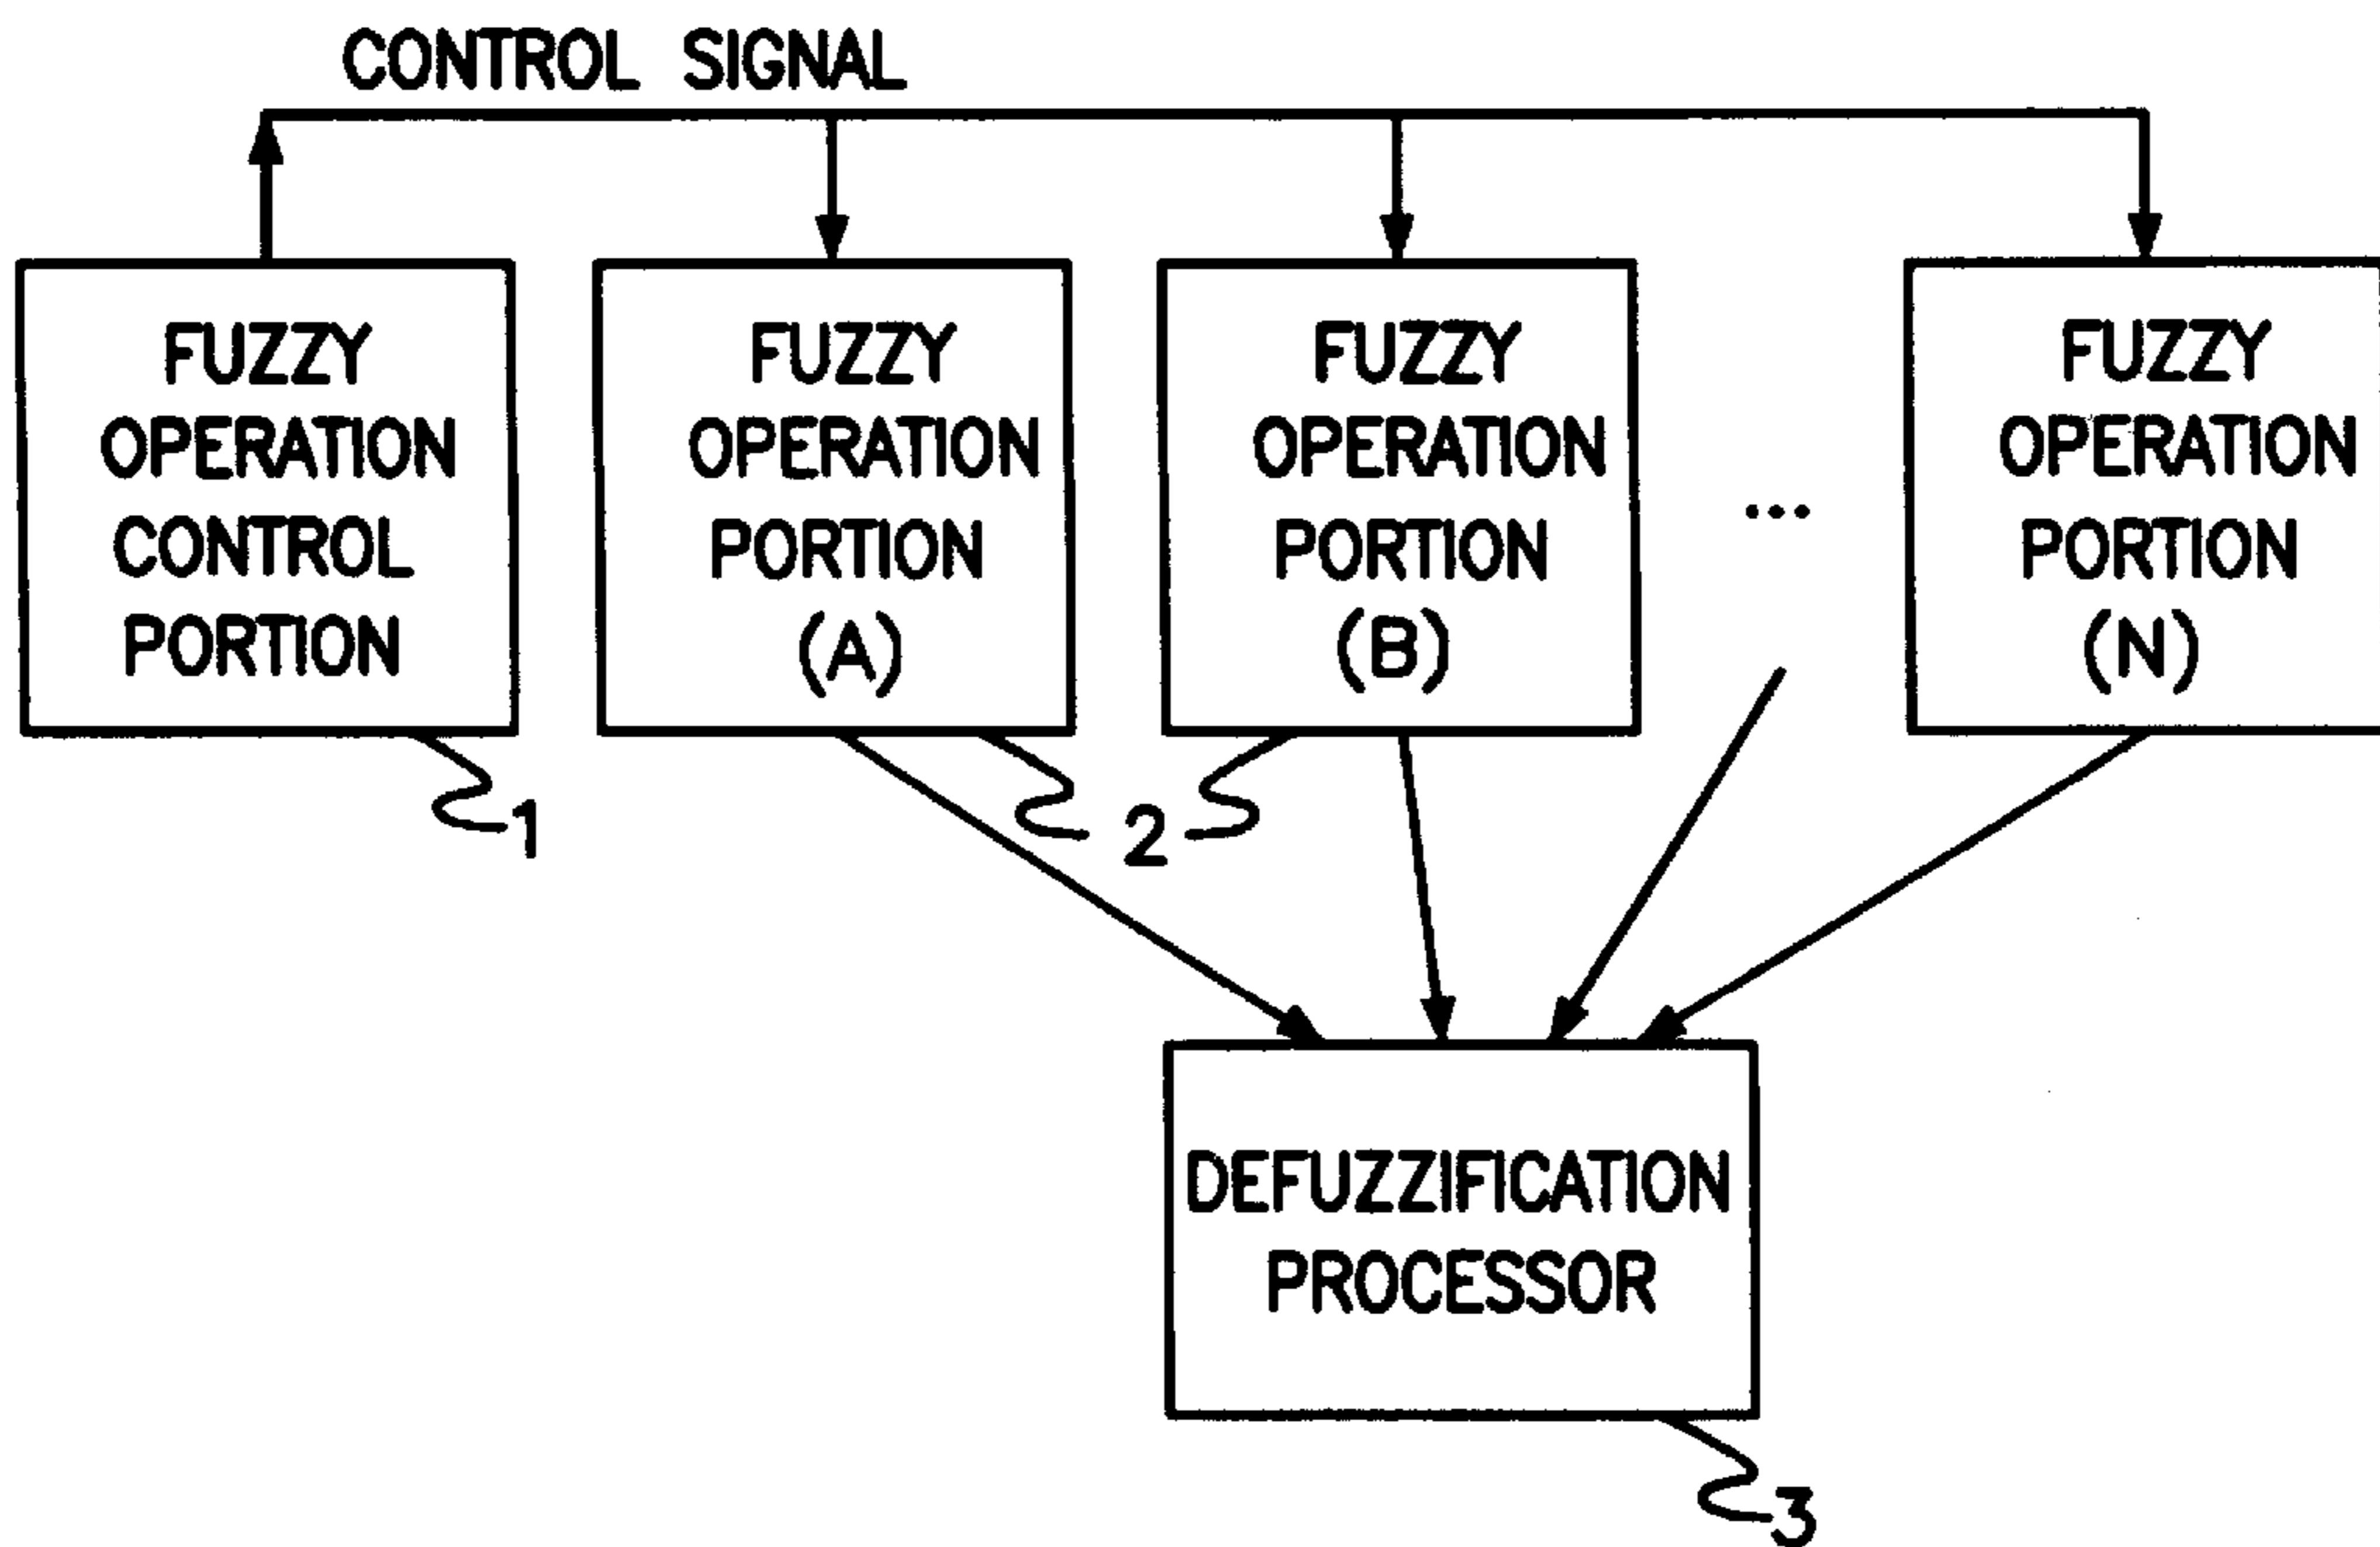 CONTROL SIGNAL
FUZZY
OPERATION
CONTROL
PORTION
FUZZY
OPERATION
PORTION
(A)
FUZZY
OPERATION
PORTION
(B)
...
FUZZY
OPERATION
PORTION
(N)
1
2
DEFUZZIFICATION
PROCESSOR
3